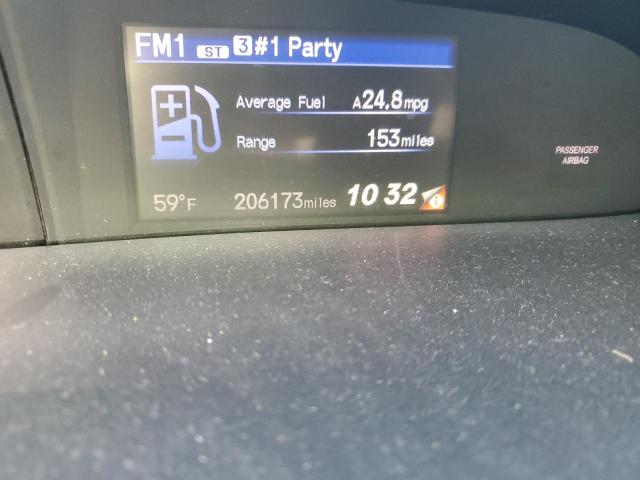 FM1 ST 3 #1 Party
Average Fuel A24.8mpg
Range 153miles
PASSENGER
AIRBAG
59°F 206173miles 10 32 i